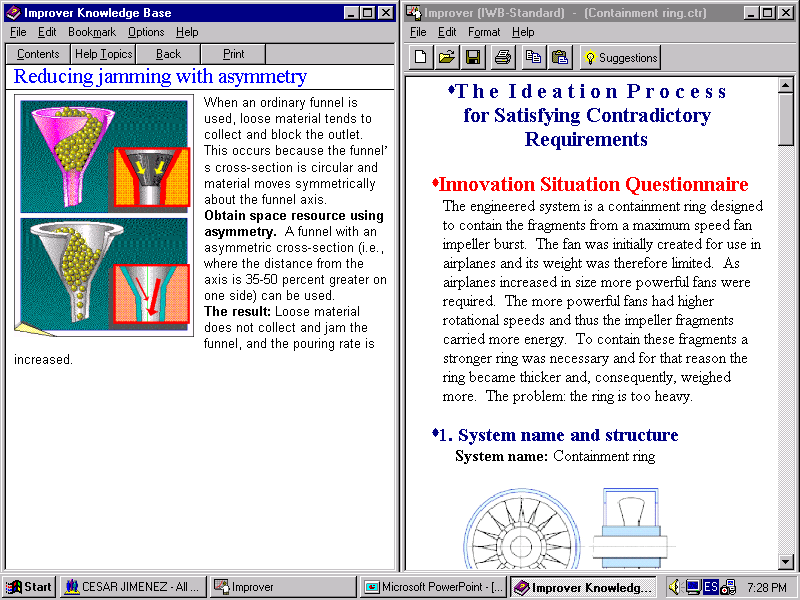 Improver Knowledge Base
File Edit Bookmark Options Help
Contents Help Topics Back Print
Reducing jamming with asymmetry
When an ordinary funnel is
used, loose material tends to
collect and block the outlet.
This occurs because the funnel'
s cross-section is circular and
material moves symmetrically
about the funnel axis.
Obtain space resource using
asymmetry. A funnel with an
asymmetric cross-section (i.e.,
where the distance from the
axis is 35-50 percent greater on
one side) can be used.
The result: Loose material
does not collect and jam the
funnel, and the pouring rate is
increased.
Improver (IWB-Standard) - (Containment ring.ctr)
File Edit Format Help
Suggestions
The Ideation Process
for Satisfying Contradictory
Requirements
Innovation Situation Questionnaire
The engineered system is a containment ring designed
to contain the fragments from a maximum speed fan
impeller burst. The fan was initially created for use in
airplanes and its weight was therefore limited. As
airplanes increased in size more powerful fans were
required. The more powerful fans had higher
rotational speeds and thus the impeller fragments
carried more energy. To contain these fragments a
stronger ring was necessary and for that reason the
ring became thicker and, consequently, weighed
more. The problem: the ring is too heavy.
1. System name and structure
System name: Containment ring
Start CESAR JIMENEZ - All ... Improver Microsoft PowerPoint - [... Improver Knowledg... ES 7:28 PM